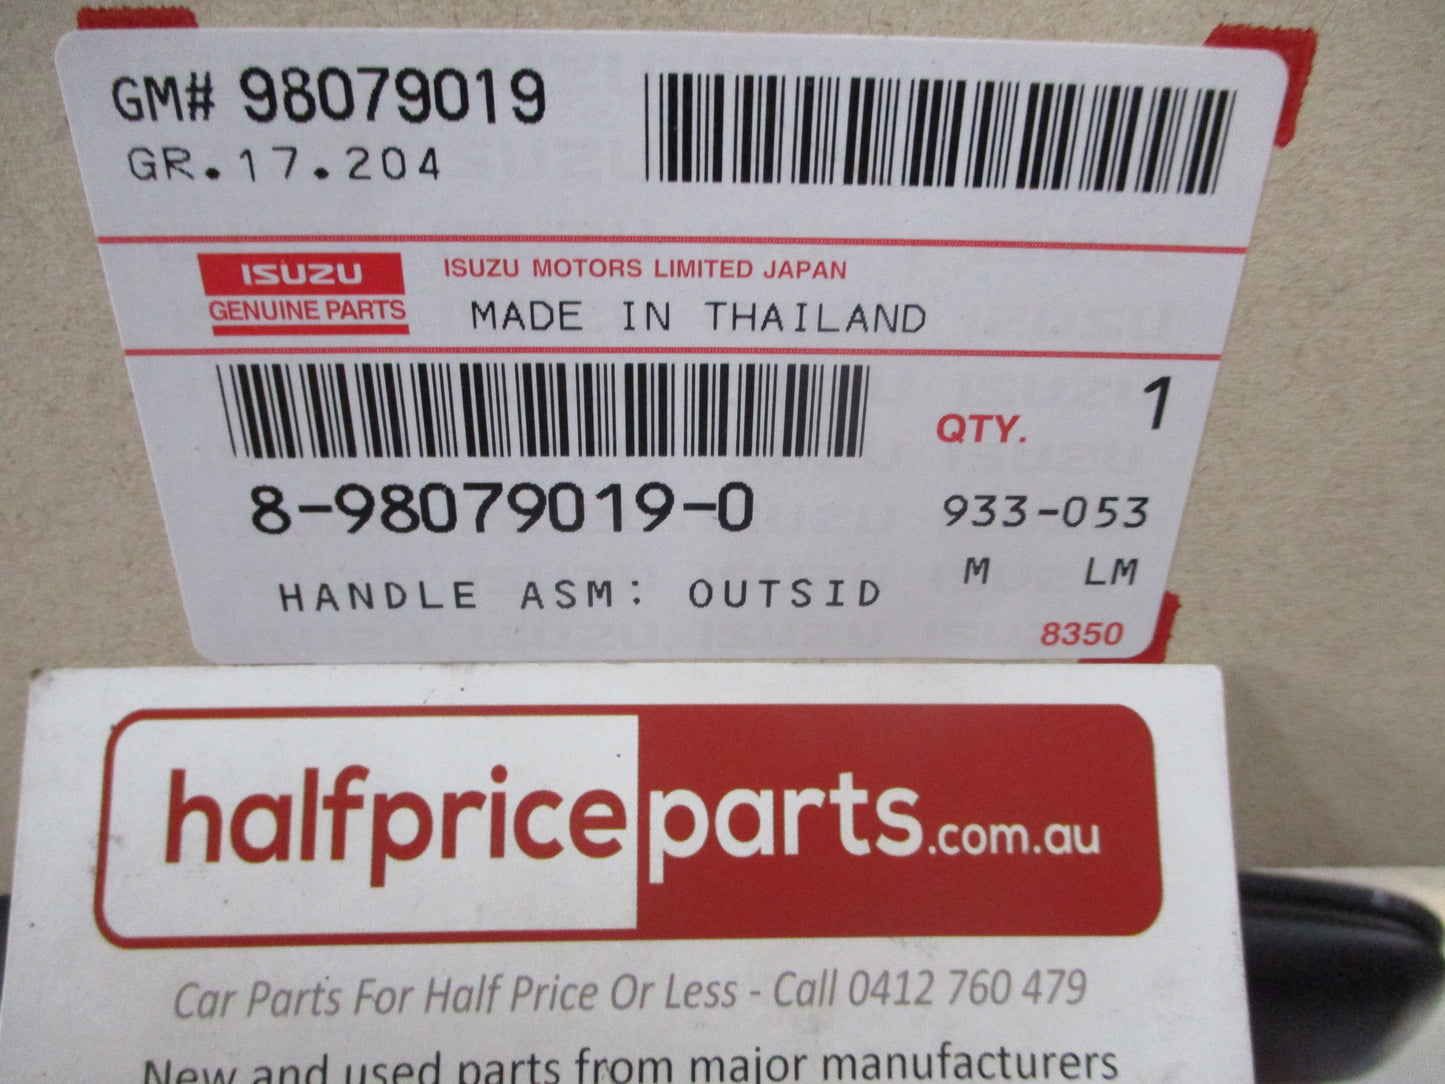 GM# 98079019
GR.17.204
ISUZU
GENUINE PARTS
ISUZU MOTORS LIMITED JAPAN
MADE IN THAILAND
QTY. 1
8-98079019-0
933-053
HANDLE ASM: OUTSID
M LM
8350
halfpriceparts.com.au
Car Parts For Half Price Or Less - Call 0412 760 479
New and used parts from major manufacturers